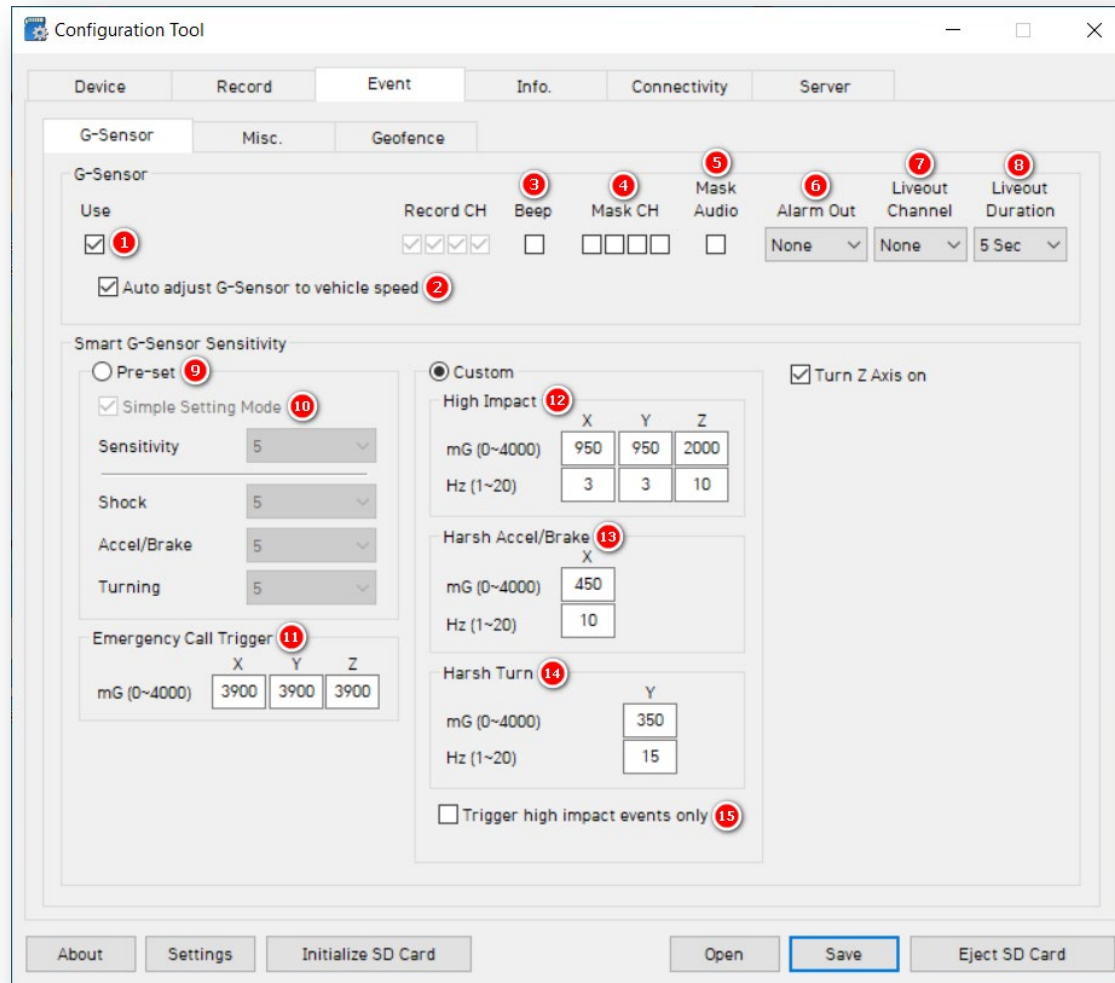 Configuration Tool
Device Record Event Info. Connectivity Server
G-Sensor Misc. Geofence
G-Sensor
Use Record CH Beep Mask CH Mask Audio Alarm Out Liveout Channel Liveout Duration
3 4 5 6 7 8
1 None None 5 Sec
Auto adjust G-Sensor to vehicle speed 2
Smart G-Sensor Sensitivity
Pre-set 9
Simple Setting Mode 10
Sensitivity 5
Shock 5
Accel/Brake 5
Turning 5
Emergency Call Trigger 11
X Y Z
mG (0~4000) 3900 3900 3900
Custom
High Impact 12
X Y Z
mG (0~4000) 950 950 2000
Hz (1~20) 3 3 10
Harsh Accel/Brake 13
X
mG (0~4000) 450
Hz (1~20) 10
Harsh Turn 14
Y
mG (0~4000) 350
Hz (1~20) 15
Trigger high impact events only 15
Turn Z Axis on
About Settings Initialize SD Card Open Save Eject SD Card